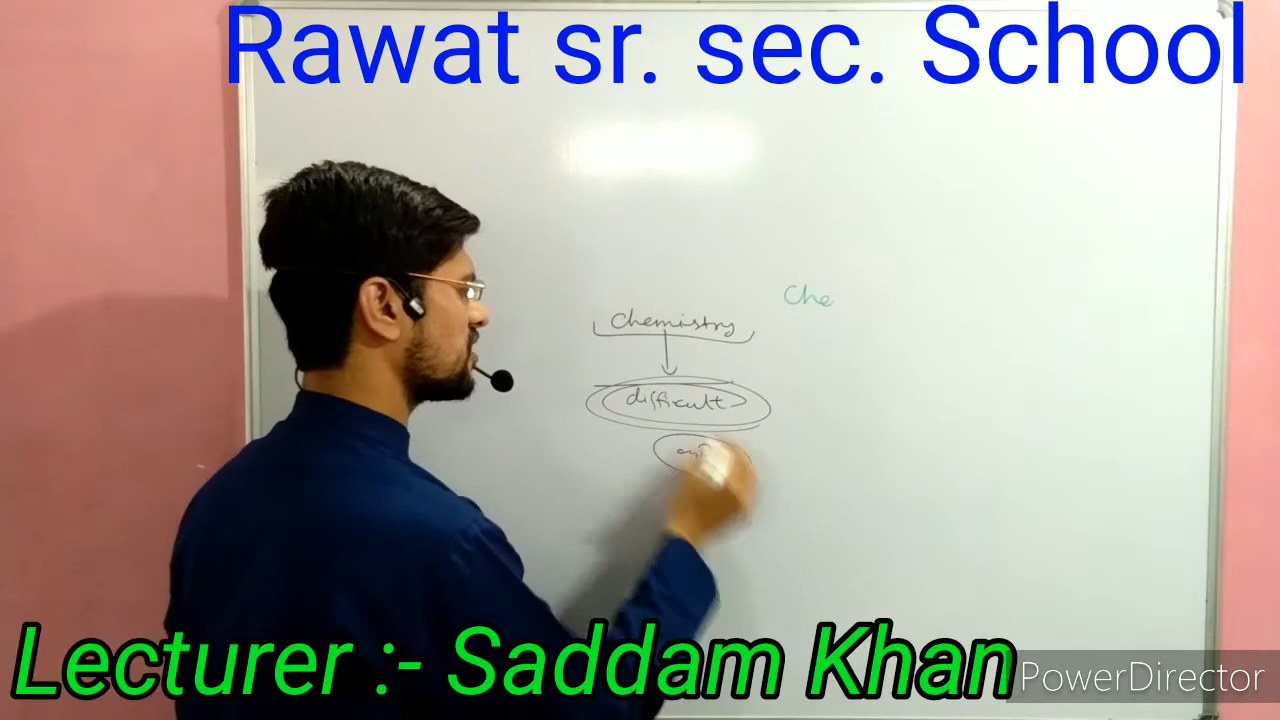 Rawat sr. sec. School
Che
chemistry
difficult
Lecturer :- Saddam Khan
PowerDirector